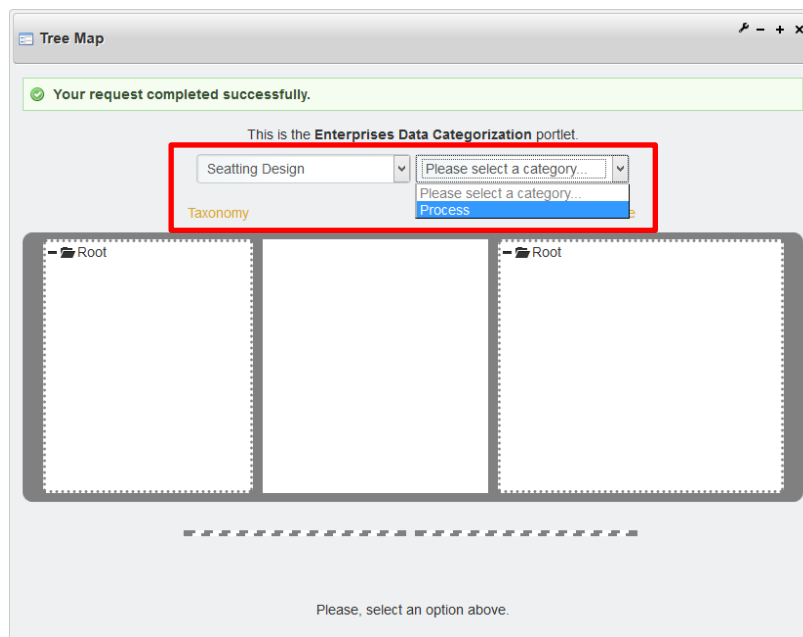 Tree Map
Your request completed successfully.
This is the Enterprises Data Categorization portlet.
Seatting Design Please select a category...
Please select a category...
Process
Taxonomy
Root Root
Please, select an option above.